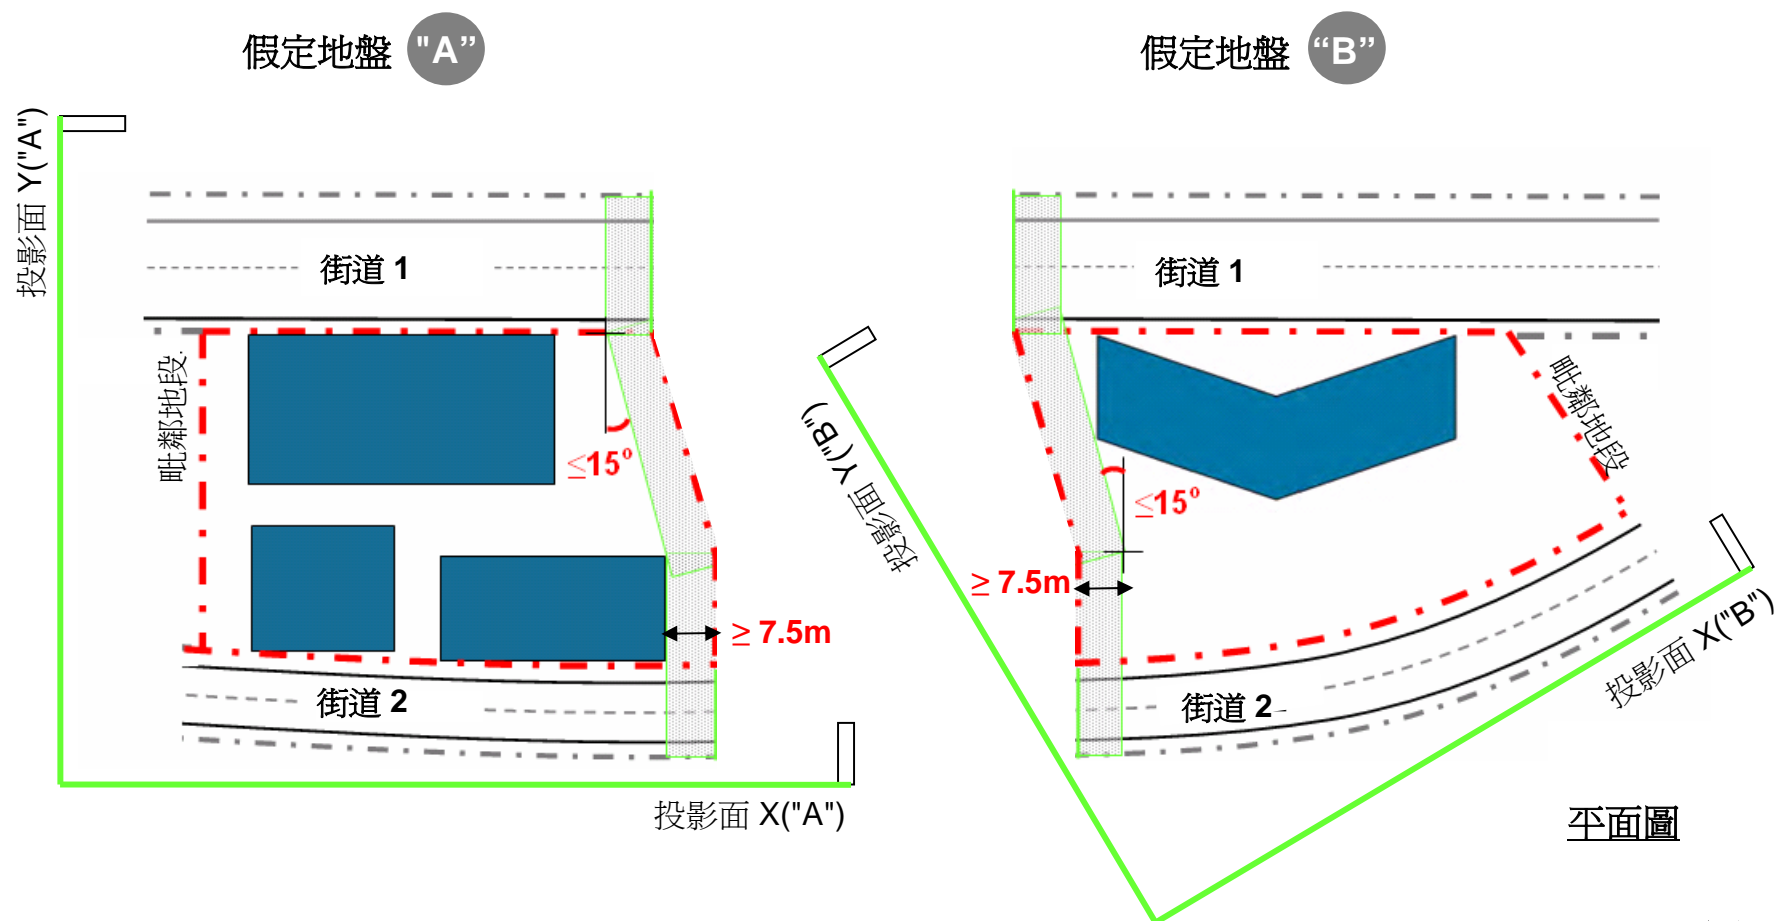 假定地盤 "A”
假定地盤 “B”
投影面 Y("A")
街道 1
毗鄰地段.
≤15°
≥ 7.5m
街道 2
投影面 X("A")
街道 1
毗鄰地段
投影面 Y("B")
≤15°
≥ 7.5m
街道 2
投影面 X("B")
平面圖